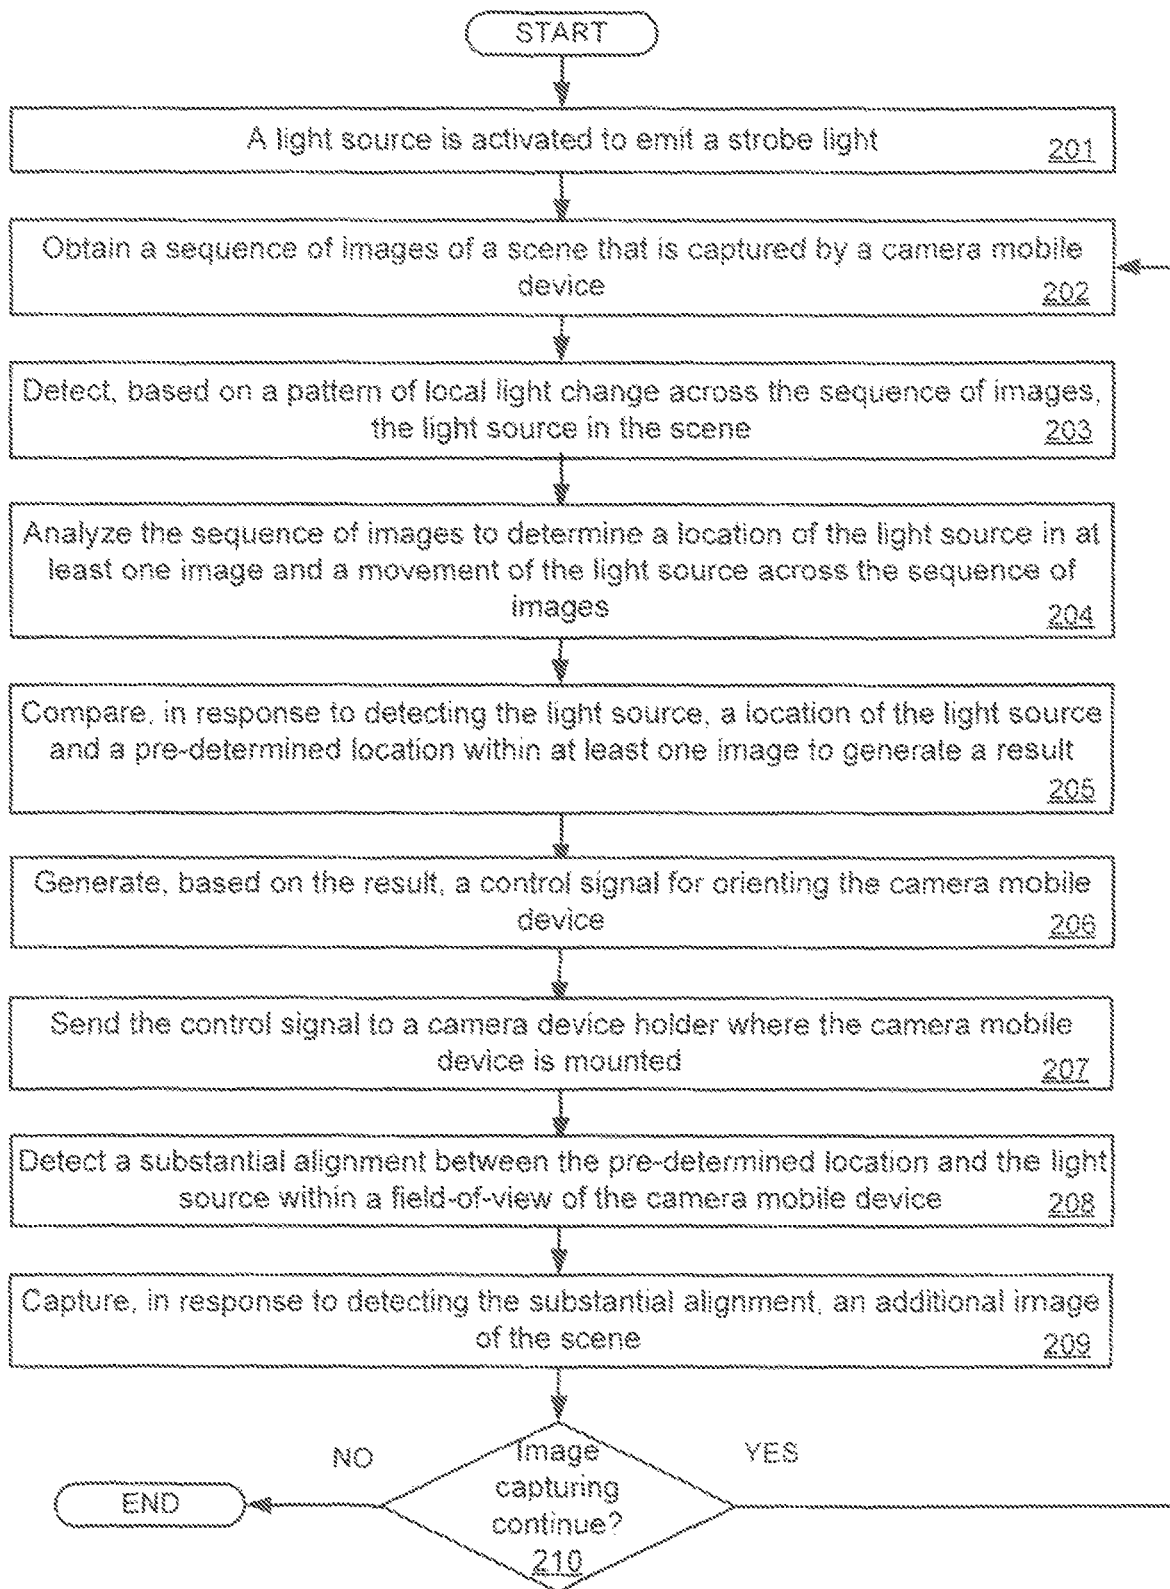 START
A light source is activated to emit a strobe light
201
Obtain a sequence of images of a scene that is captured by a camera mobile
device
202
Detect, based on a pattern of local light change across the sequence of images,
the light source in the scene
203
Analyze the sequence of images to determine a location of the light source in at
least one image and a movement of the light source across the sequence of
images
204
Compare, in response to detecting the light source, a location of the light source
and a pre-determined location within at least one image to generate a result
205
Generate, based on the result, a control signal for orienting the camera mobile
device
206
Send the control signal to a camera device holder where the camera mobile
device is mounted
207
Detect a substantial alignment between the pre-determined location and the light
source within a field-of-view of the camera mobile device
208
Capture, in response to detecting the substantial alignment, an additional image
of the scene
209
NO
Image
YES
capturing
END
continue?
210